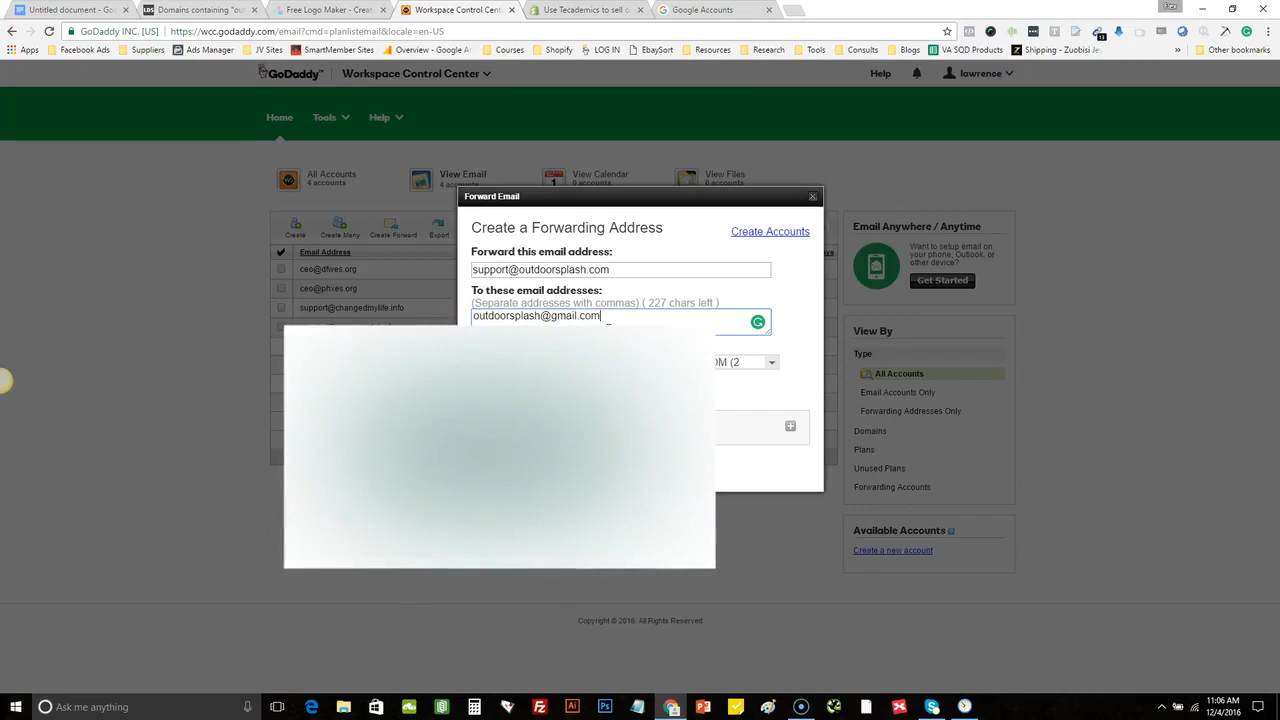 Untitled document - Go
Domains containing "out
Free Logo Maker - Creat
Workspace Control Cent
Use Tecademics to sell o
Google Accounts
GoDaddy INC. [US] https://wcc.godaddy.com/email?cmd=planlistemail&locale=en-US
Apps Facebook Ads Suppliers Ads Manager JV Sites SmartMember Sites Overview - Google A Courses Shopify LOG IN EbaySort Resources Research Tools Consults Blogs VA SQD Products Shipping - Zuobisi Je » Other bookmarks
GoDaddy Workspace Control Center Help lawrence
Home Tools Help
All Accounts
4 accounts
View Email
4 accounts
View Calendar
0 accounts
View Files
0 accounts
Create Create Many Create Forward Export
Email Address
ceo@dfwes.org
ceo@phxes.org
support@changedmylife.info
Forward Email
Create a Forwarding Address
Create Accounts
Forward this email address:
support@outdoorsplash.com
To these email addresses:
(Separate addresses with commas) ( 227 chars left )
outdoorsplash@gmail.com
OM (2
Email Anywhere / Anytime
Want to setup email on
your phone, Outlook, or
other device?
Get Started
View By
Type
All Accounts
Email Accounts Only
Forwarding Addresses Only
Domains
Plans
Unused Plans
Forwarding Accounts
Available Accounts
Create a new account
Copyright © 2016. All Rights Reserved
Ask me anything
11:06 AM
12/4/2016